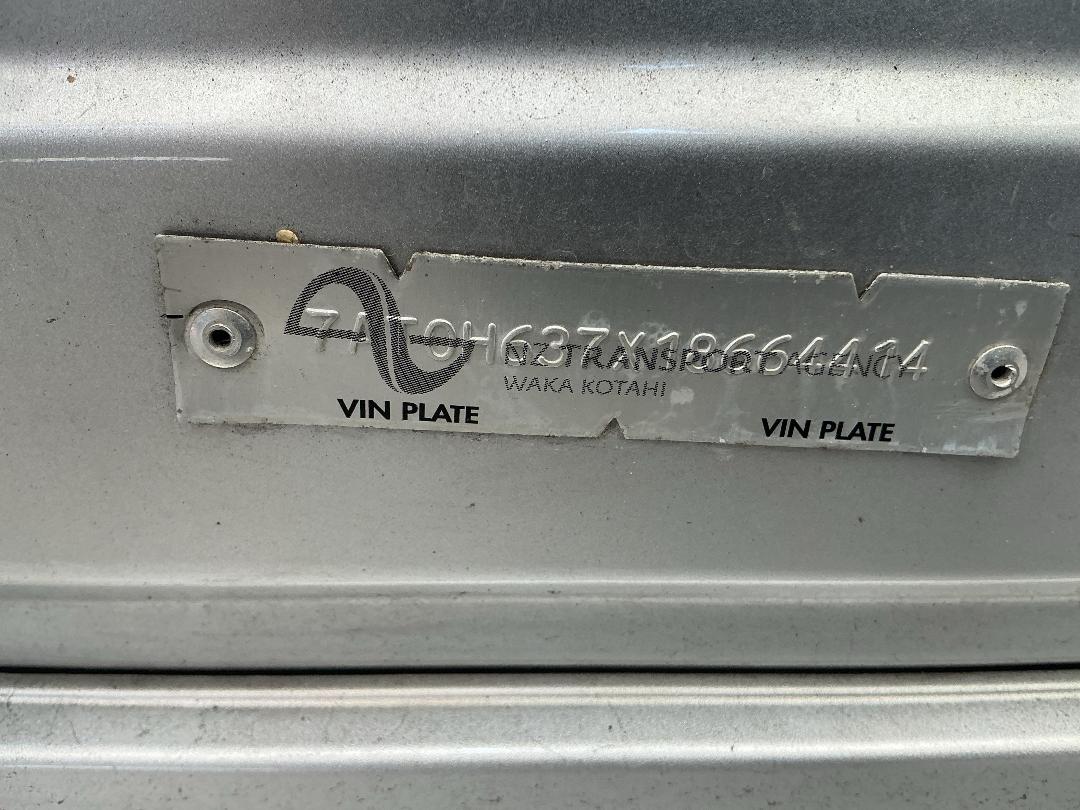 7AT0H637X18664414
NZ TRANSPORT AGENCY
WAKA KOTAHI
VIN PLATE VIN PLATE